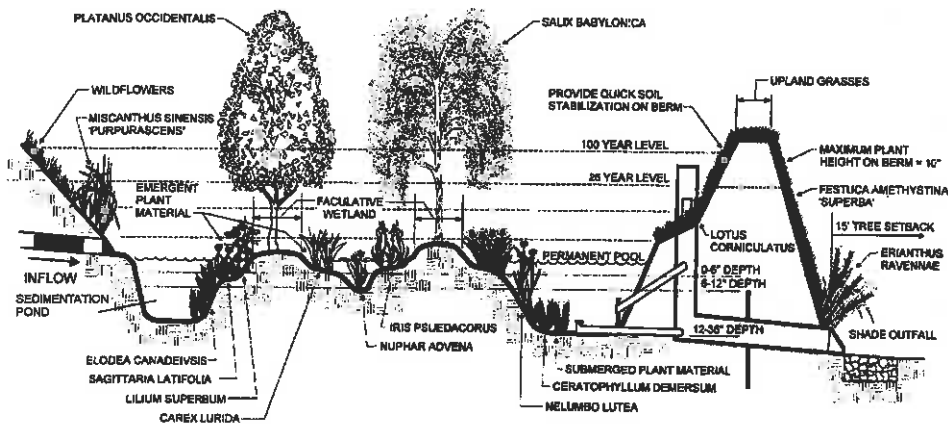 PLATANUS OCCIDENTALIS
SALIX BABYLONICA
UPLAND GRASSES
WILDFLOWERS
MISCANTHUS SINENSIS
'PURPURASCENS'
PROVIDE QUICK SOIL
STABILIZATION ON BERM
100 YEAR LEVEL
MAXIMUM PLANT
HEIGHT ON BERM = 10"
25 YEAR LEVEL
EMERGENT
PLANT
MATERIAL
FACULATIVE
WETLAND
FESTUCA AMETHYSTINA
'SUPERBA'
15' TREE SETBACK
LOTUS
CORNICULATUS
ERIANTHUS
RAVENNAE
PERMANENT POOL
INFLOW
0-6" DEPTH
6-12" DEPTH
SEDIMENTATION
POND
12-36" DEPTH
SHADE OUTFALL
IRIS PSUEDACORUS
NUPHAR ADVENA
ELODEA CANADEIVSIS
SAGITTARIA LATIFOLIA
LILIUM SUPERBUM
CAREX LURIDA
SUBMERGED PLANT MATERIAL
CERATOPHYLLUM DEMERSUM
NELUMBO LUTEA